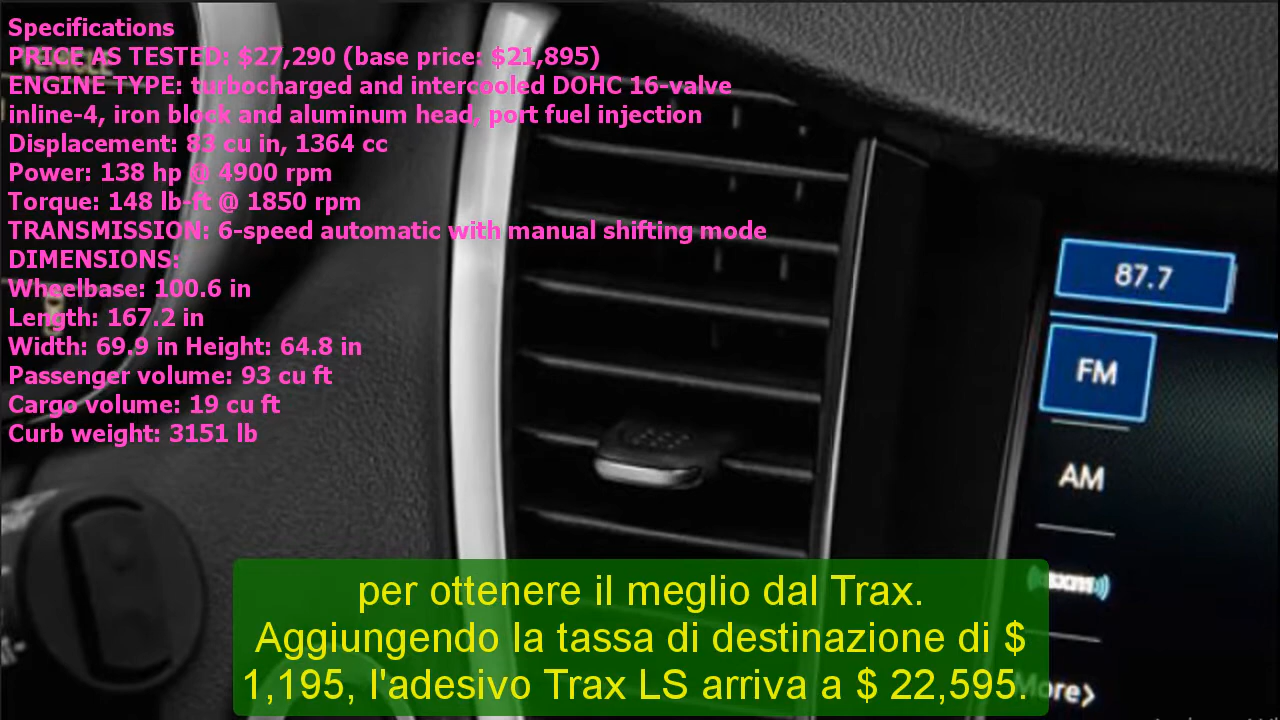 Specifications
PRICE AS TESTED: $27,290 (base price: $21,895)
ENGINE TYPE: turbocharged and intercooled DOHC 16-valve
inline-4, iron block and aluminum head, port fuel injection
Displacement: 83 cu in, 1364 cc
Power: 138 hp @ 4900 rpm
Torque: 148 lb-ft @ 1850 rpm
TRANSMISSION: 6-speed automatic with manual shifting mode
DIMENSIONS:
Wheelbase: 100.6 in
Length: 167.2 in
Width: 69.9 in Height: 64.8 in
Passenger volume: 93 cu ft
Cargo volume: 19 cu ft
Curb weight: 3151 lb
87.7
FM
AM
More>
per ottenere il meglio dal Trax.
Aggiungendo la tassa di destinazione di $
1,195, l'adesivo Trax LS arriva a $ 22,595.